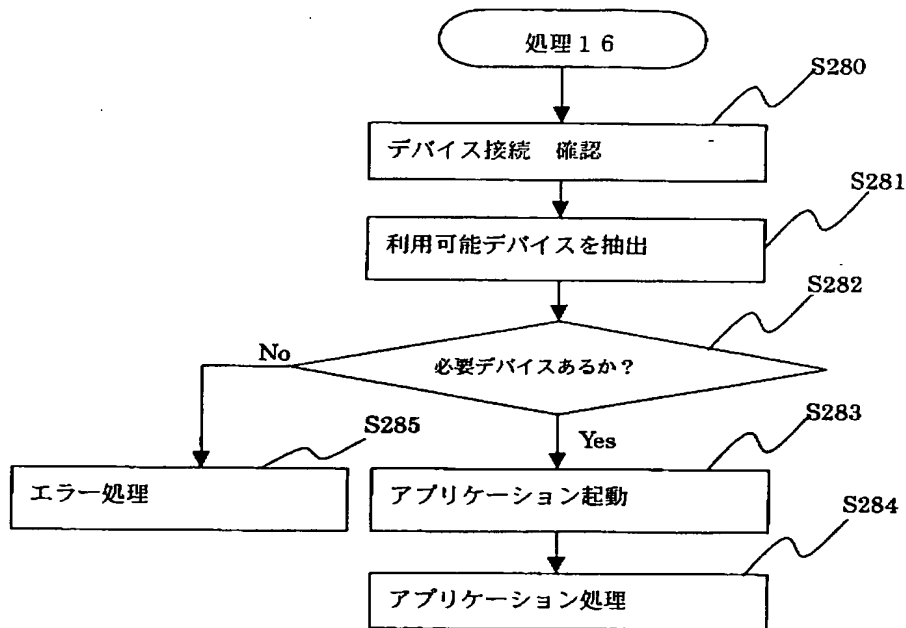 処理１６
S280
デバイス接続　確認
S281
利用可能デバイスを抽出
S282
No
必要デバイスあるか？
S285
Yes
S283
エラー処理
アプリケーション起動
S284
アプリケーション処理